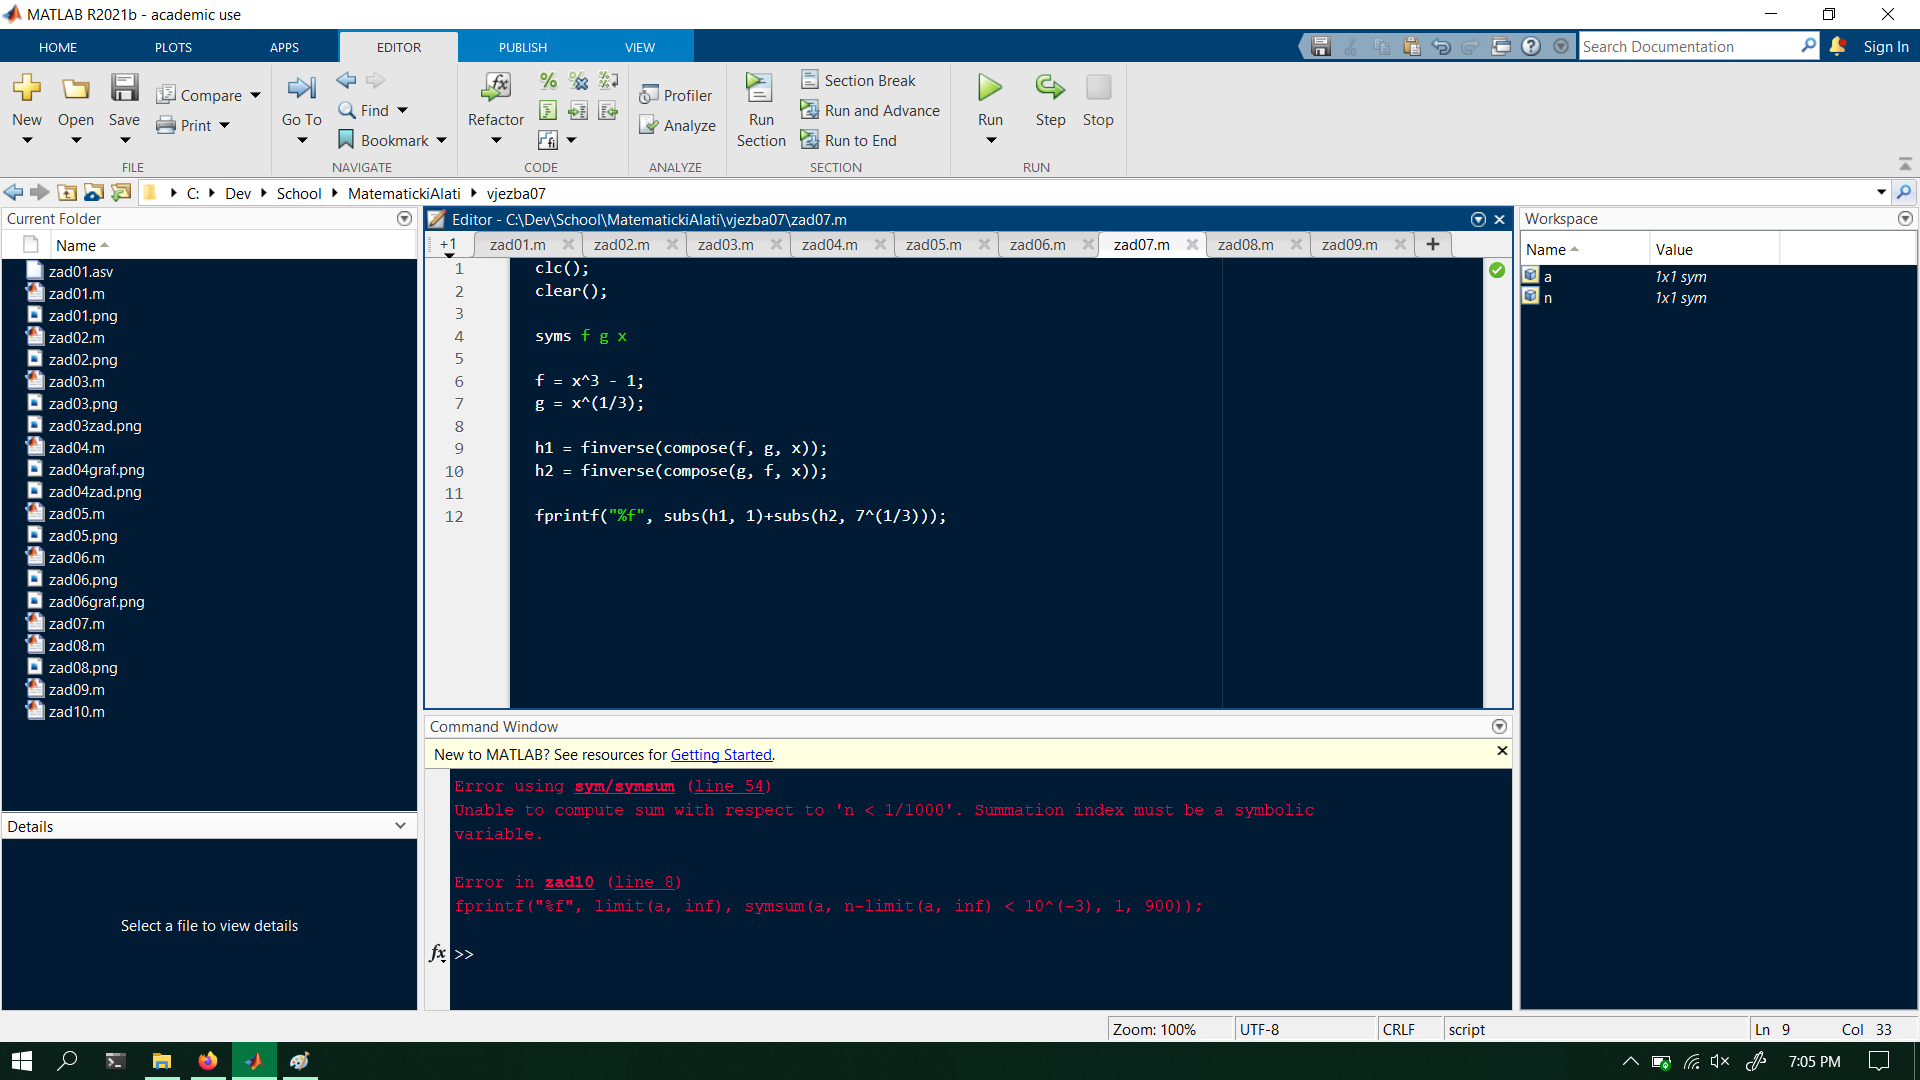 MATLAB R2021b - academic use
HOME PLOTS APPS EDITOR PUBLISH VIEW
Search Documentation
Sign In
New
Open
Save
Compare
Print
FILE
Go To
Find
Bookmark
NAVIGATE
Refactor
CODE
Profiler
Analyze
ANALYZE
Run Section
Section Break
Run and Advance
Run to End
SECTION
Run
Step
Stop
RUN
C: Dev School MatematickiAlati vjezba07
Current Folder
Name
zad01.asv
zad01.m
zad01.png
zad02.m
zad02.png
zad03.m
zad03.png
zad03zad.png
zad04.m
zad04graf.png
zad04zad.png
zad05.m
zad05.png
zad06.m
zad06.png
zad06graf.png
zad07.m
zad08.m
zad08.png
zad09.m
zad10.m
Details
Select a file to view details
Editor - C:\Dev\School\MatematickiAlati\vjezba07\zad07.m
+1 zad01.m zad02.m zad03.m zad04.m zad05.m zad06.m zad07.m zad08.m zad09.m +
1 clc();
2 clear();
3
4 syms f g x
5
6 f = x^3 - 1;
7 g = x^(1/3);
8
9 h1 = finverse(compose(f, g, x));
10 h2 = finverse(compose(g, f, x));
11
12 fprintf("%f", subs(h1, 1)+subs(h2, 7^(1/3)));
Command Window
New to MATLAB? See resources for Getting Started.
Error using sym/symsum (line 54)
Unable to compute sum with respect to 'n < 1/1000'. Summation index must be a symbolic
variable.
Error in zad10 (line 8)
fprintf("%f", limit(a, inf), symsum(a, n-limit(a, inf) < 10^(-3), 1, 900));
fx >>
Workspace
Name Value
a 1x1 sym
n 1x1 sym
Zoom: 100% UTF-8 CRLF script Ln 9 Col 33
7:05 PM